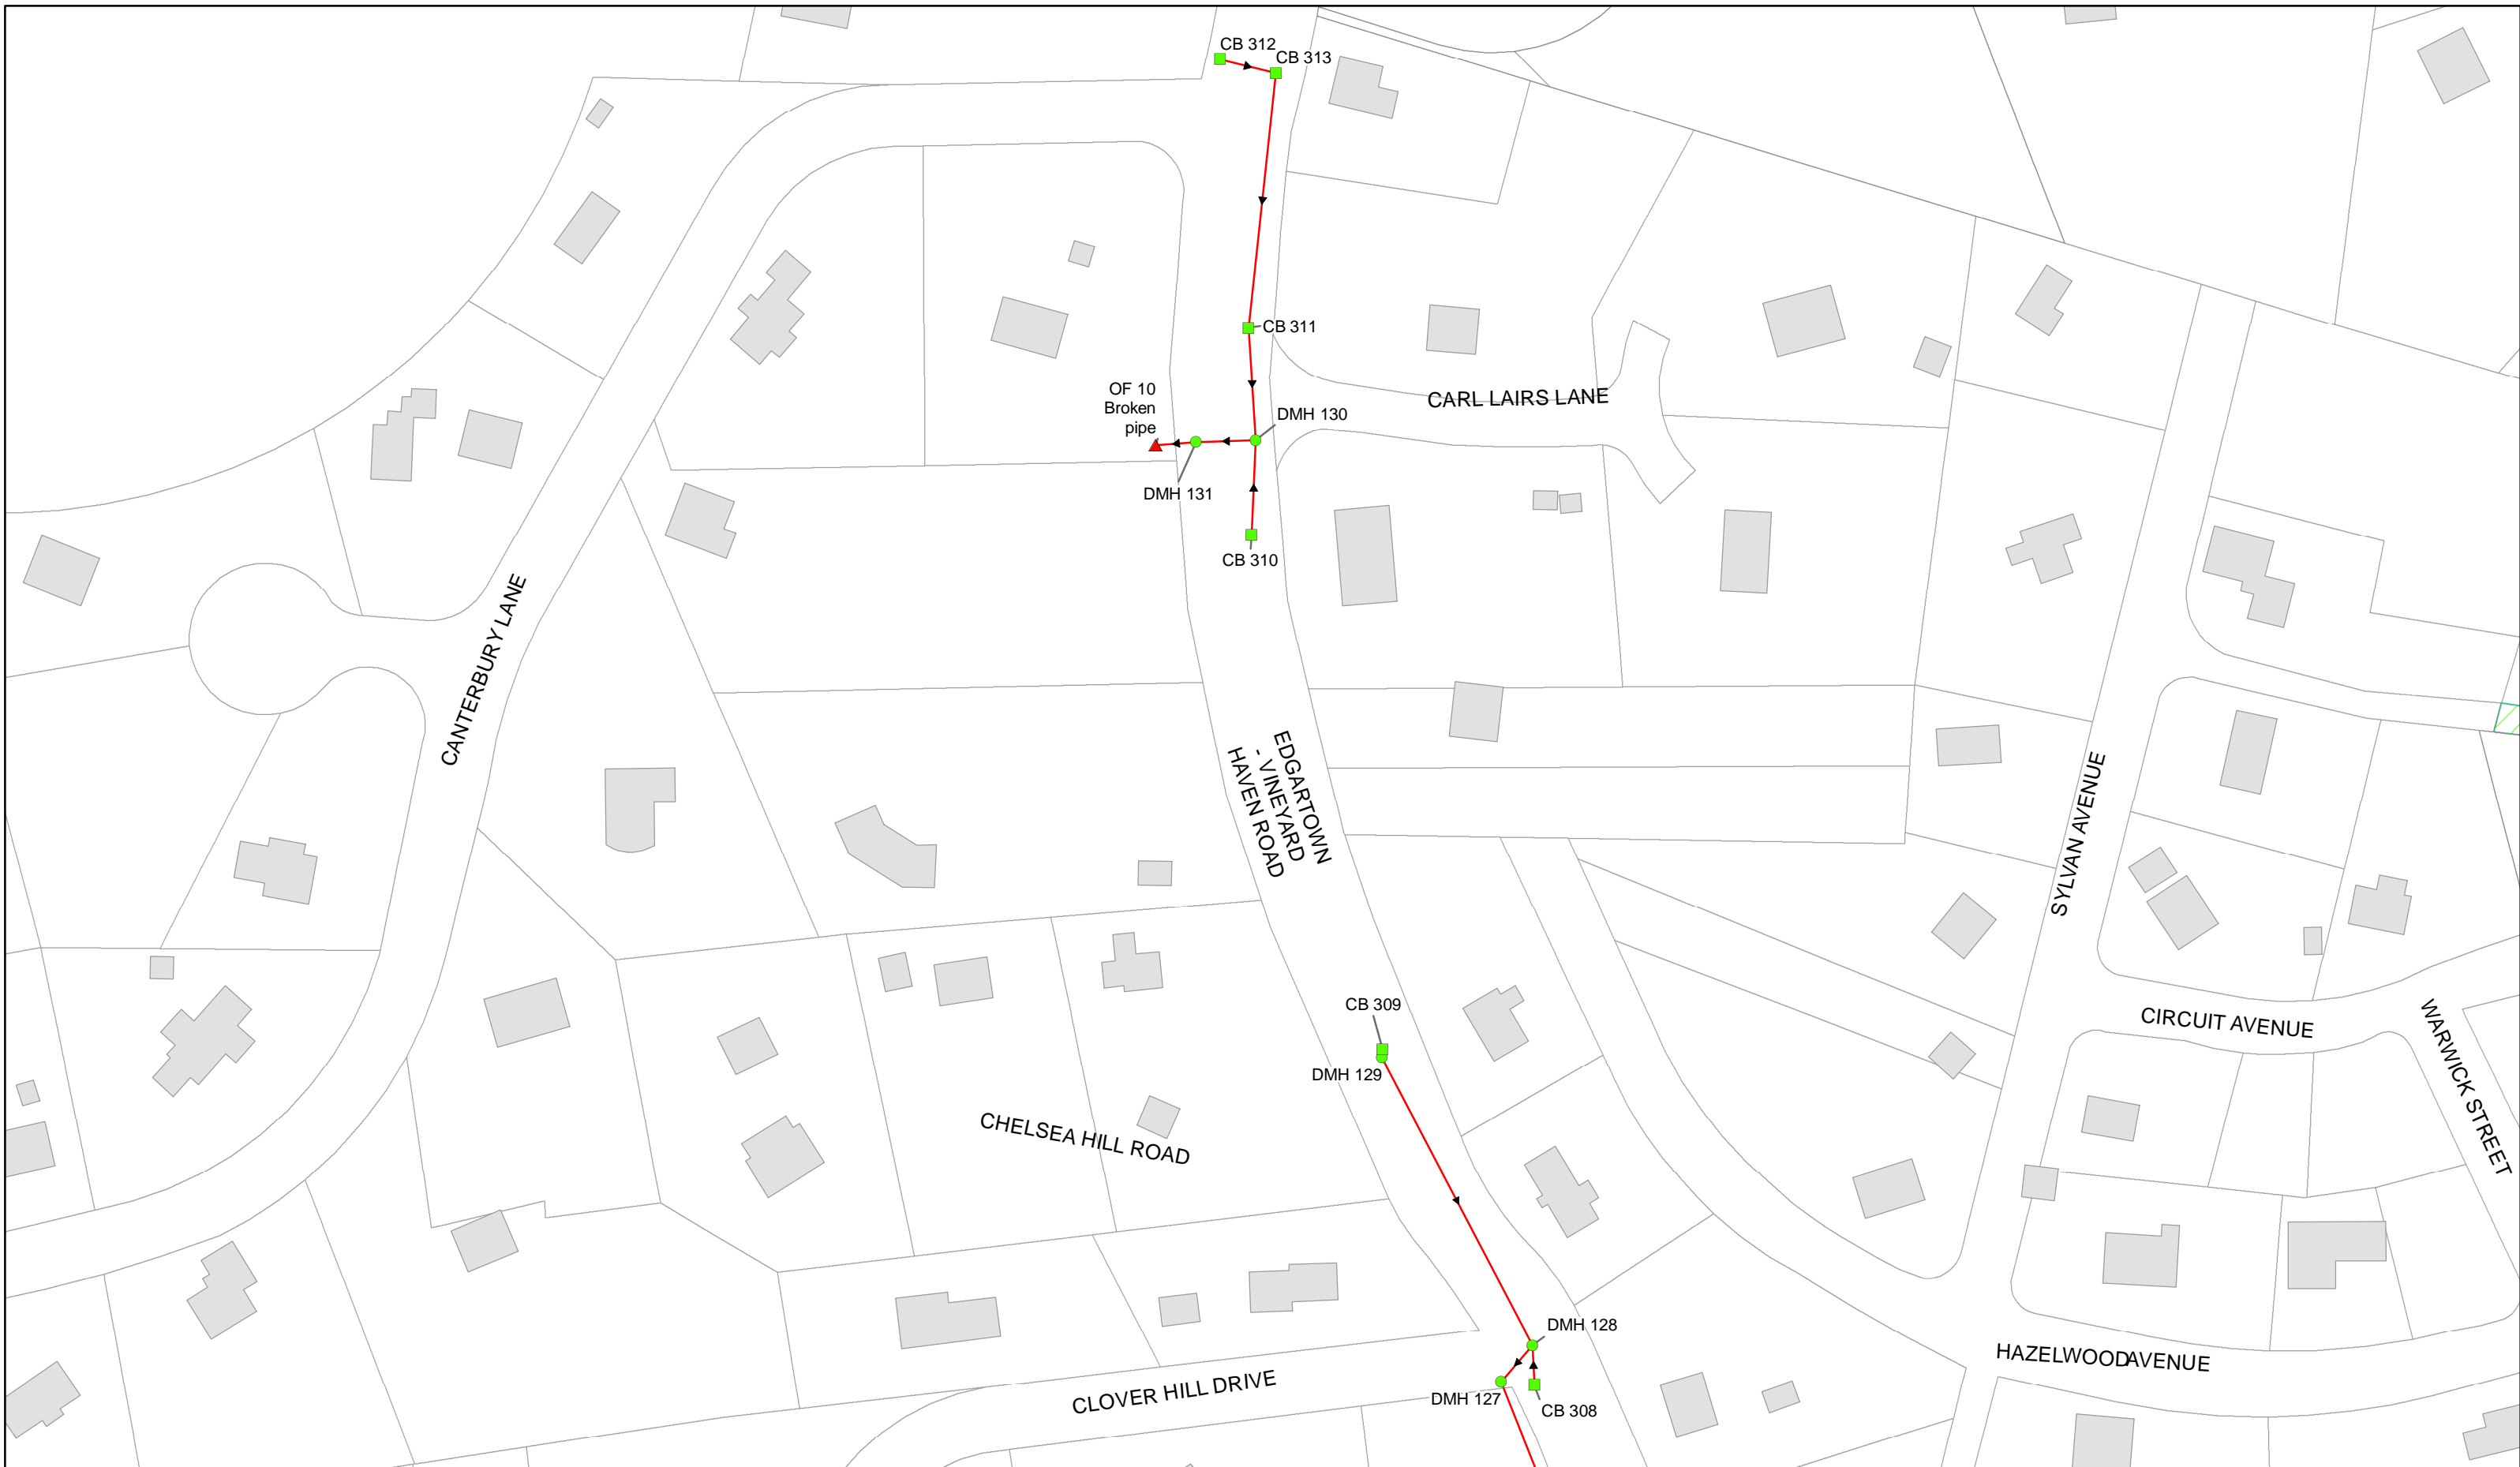 CB 312
CB 313
CB 311
CARL LAIRS LANE
OF 10
Broken
pipe
DMH 130
DMH 131
CB 310
CANTERBURY LANE
EDGARTOWN
- VINEYARD
HAVEN ROAD
SYLVAN AVENUE
CB 309
CIRCUIT AVENUE
WARWICK STREET
DMH 129
CHELSEA HILL ROAD
DMH 128
HAZELWOOD AVENUE
CLOVER HILL DRIVE
DMH 127
CB 308